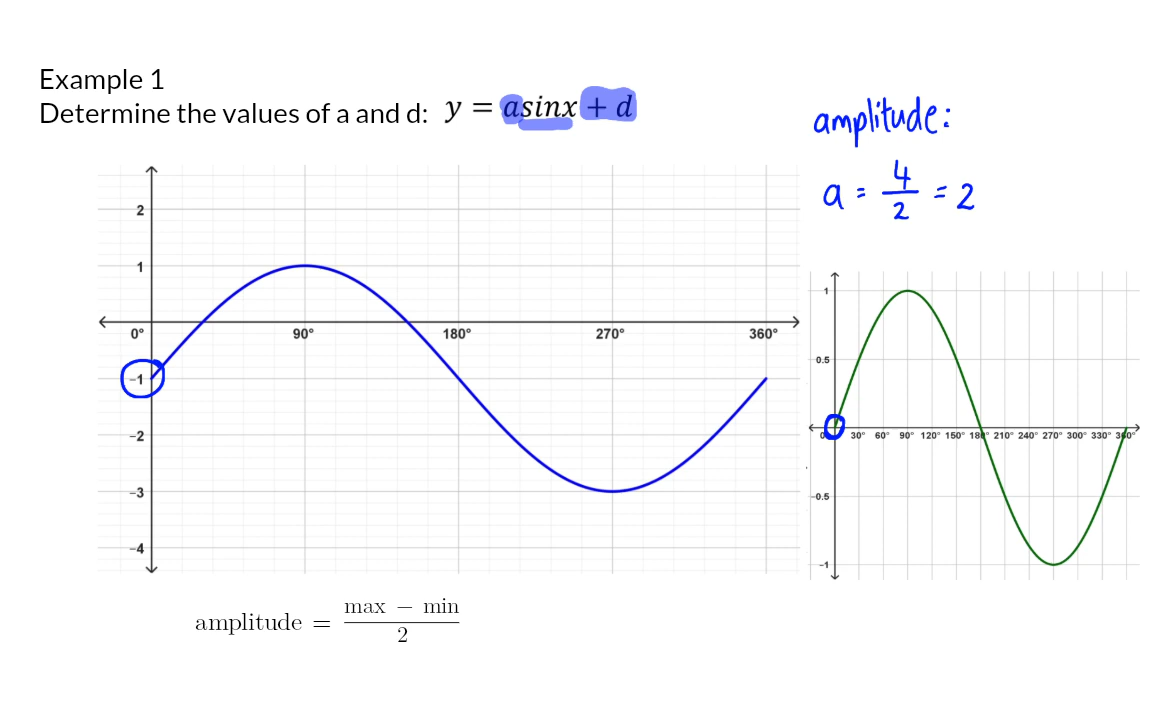 Example 1
Determine the values of a and d: y = asinx + d
amplitude:
a = 4/2 = 2
2
1
0° 90° 180° 270° 360°
−1
−2
−3
−4
1
0.5
0 30° 60° 90° 120° 150° 180° 210° 240° 270° 300° 330° 360°
−0.5
−1
amplitude = max − min / 2